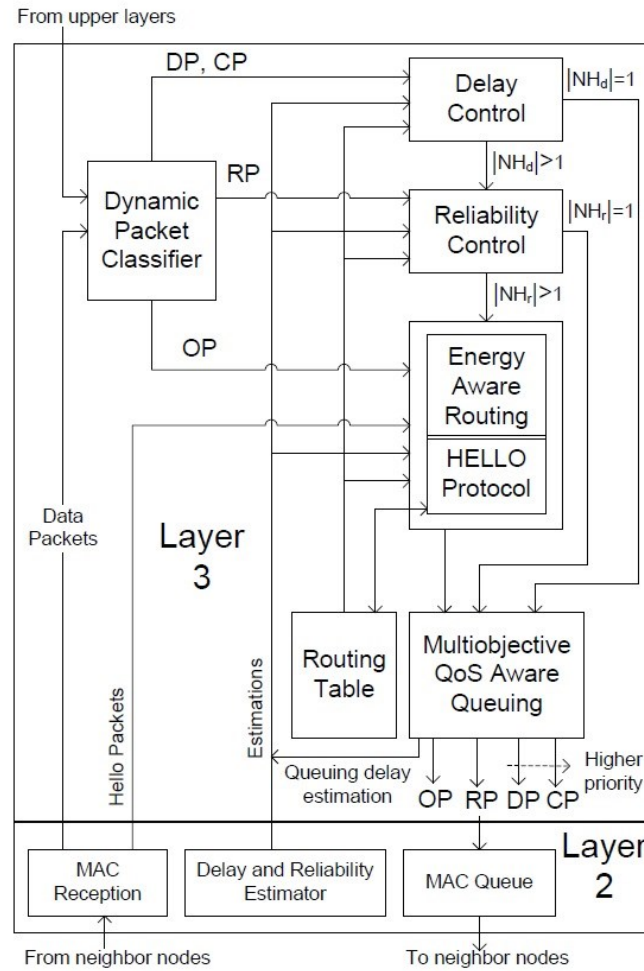 From upper layers
DP, CP
Delay
Control
|NHd|=1
|NHd|>1
RP
Dynamic
Packet
Classifier
Reliability
Control
|NHr|=1
|NHr|>1
OP
Energy
Aware
Routing
HELLO
Protocol
Data
Packets
Layer
3
Hello Packets
Estimations
Routing
Table
Multiobjective
QoS Aware
Queuing
Queuing delay
estimation
OP
RP
DP
CP
Higher
priority
Layer
2
MAC
Reception
Delay and Reliability
Estimator
MAC Queue
From neighbor nodes
To neighbor nodes